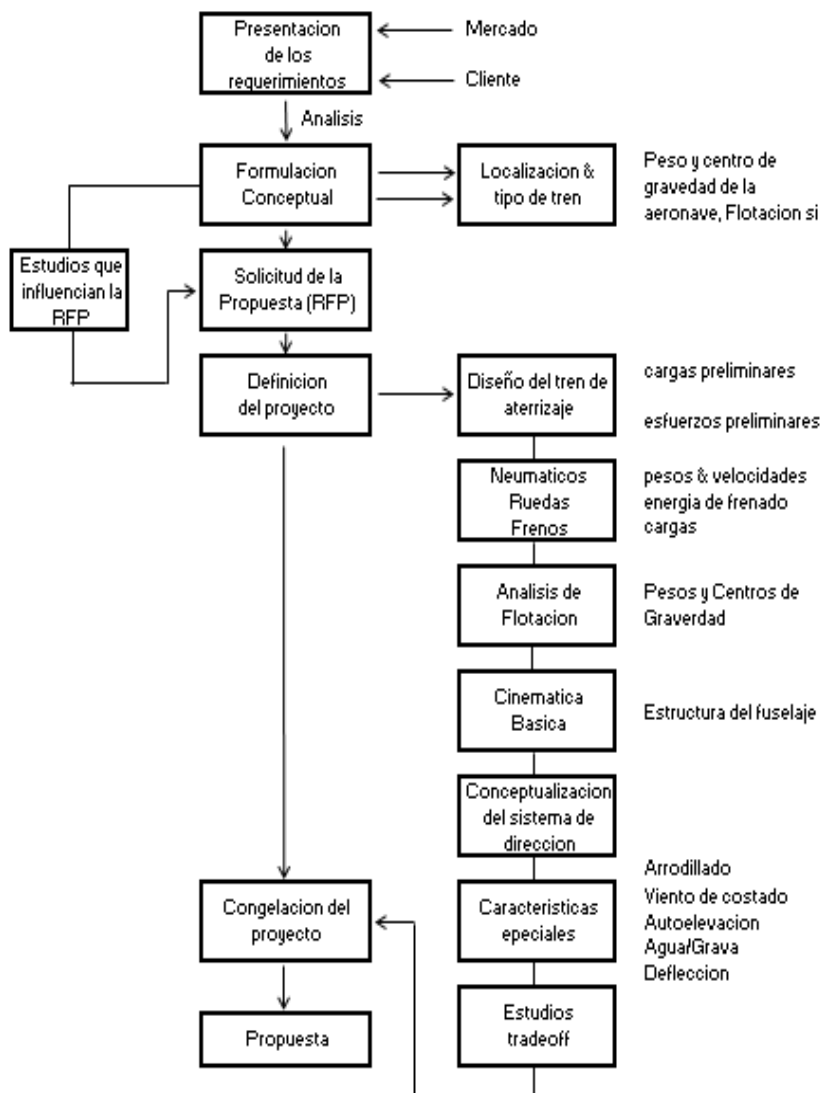 Presentacion
de los
requerimientos
Mercado
Cliente
Analisis
Formulacion
Conceptual
Localizacion &
tipo de tren
Peso y centro de
gravedad de la
aeronave, Flotacion si
Estudios que
influencian la
RFP
Solicitud de la
Propuesta (RFP)
Definicion
del proyecto
Diseño del tren de
aterrizaje
cargas preliminares
esfuerzos preliminares
Neumaticos
Ruedas
Frenos
pesos & velocidades
energia de frenado
cargas
Analisis de
Flotacion
Pesos y Centros de
Graverdad
Cinematica
Basica
Estructura del fuselaje
Conceptualizacion
del sistema de
direccion
Congelacion del
proyecto
Caracteristicas
epeciales
Arrodillado
Viento de costado
Autoelevacion
Agua/Grava
Defleccion
Propuesta
Estudios
tradeoff